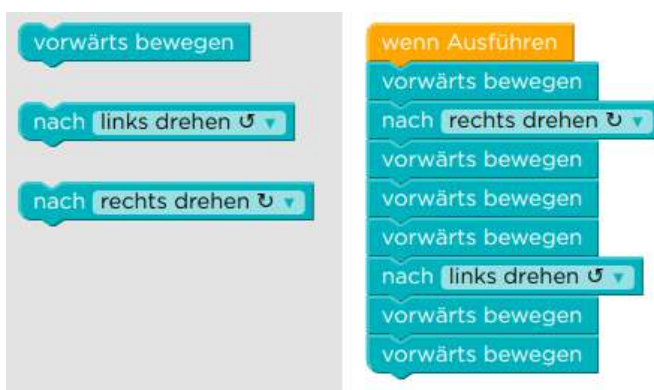 vorwärts bewegen
nach links drehen ↺ ▼
nach rechts drehen ↻ ▼
wenn Ausführen
vorwärts bewegen
nach rechts drehen ↻ ▼
vorwärts bewegen
vorwärts bewegen
vorwärts bewegen
nach links drehen ↺ ▼
vorwärts bewegen
vorwärts bewegen